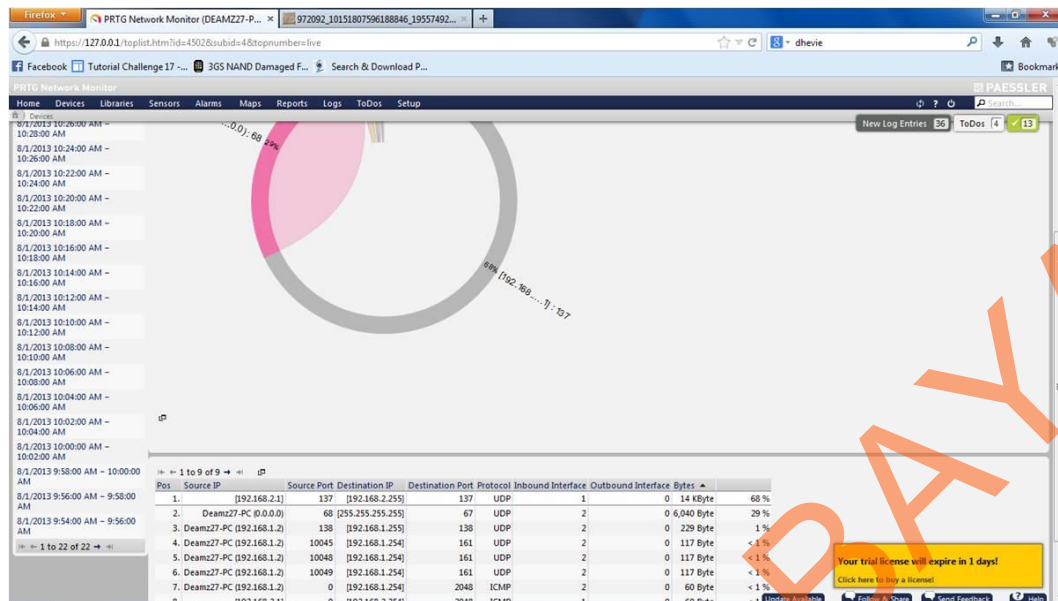 Firefox
PRTG Network Monitor (DEAMZ27-P...
972092_10151807596188846_19557492...
https://127.0.0.1/toplist.htm?id=4502&subid=4&topnumber=live
dhevie
Facebook
Tutorial Challenge 17 -...
3GS NAND Damaged F...
Search & Download P...
Bookmark
PRTG Network Monitor
PAESSLER
Home Devices Libraries Sensors Alarms Maps Reports Logs ToDos Setup
Search...
Devices
New Log Entries 36
ToDos 4
13
8/1/2013 10:26:00 AM –
10:28:00 AM
8/1/2013 10:24:00 AM –
10:26:00 AM
8/1/2013 10:22:00 AM –
10:24:00 AM
8/1/2013 10:20:00 AM –
10:22:00 AM
8/1/2013 10:18:00 AM –
10:20:00 AM
8/1/2013 10:16:00 AM –
10:18:00 AM
8/1/2013 10:14:00 AM –
10:16:00 AM
8/1/2013 10:12:00 AM –
10:14:00 AM
8/1/2013 10:10:00 AM –
10:12:00 AM
8/1/2013 10:08:00 AM –
10:10:00 AM
8/1/2013 10:06:00 AM –
10:08:00 AM
8/1/2013 10:04:00 AM –
10:06:00 AM
8/1/2013 10:02:00 AM –
10:04:00 AM
8/1/2013 10:00:00 AM –
10:02:00 AM
8/1/2013 9:58:00 AM – 10:00:00
AM
8/1/2013 9:56:00 AM – 9:58:00
AM
8/1/2013 9:54:00 AM – 9:56:00
AM
1 to 22 of 22
...0.0): 68 29%
68% [192.168....1] : 137
1 to 9 of 9
Pos Source IP Source Port Destination IP Destination Port Protocol Inbound Interface Outbound Interface Bytes
1. [192.168.2.1] 137 [192.168.2.255] 137 UDP 1 0 14 KByte 68 %
2. Deamz27-PC (0.0.0.0) 68 [255.255.255.255] 67 UDP 2 0 6,040 Byte 29 %
3. Deamz27-PC (192.168.1.2) 138 [192.168.1.255] 138 UDP 2 0 229 Byte 1 %
4. Deamz27-PC (192.168.1.2) 10045 [192.168.1.254] 161 UDP 2 0 117 Byte < 1 %
5. Deamz27-PC (192.168.1.2) 10048 [192.168.1.254] 161 UDP 2 0 117 Byte < 1 %
6. Deamz27-PC (192.168.1.2) 10049 [192.168.1.254] 161 UDP 2 0 117 Byte < 1 %
7. Deamz27-PC (192.168.1.2) 0 [192.168.1.254] 2048 ICMP 2 0 60 Byte < 1 %
Your trial license will expire in 1 days!
Click here to buy a license!
Update Available
Follow & Share
Send Feedback
Help
BAY